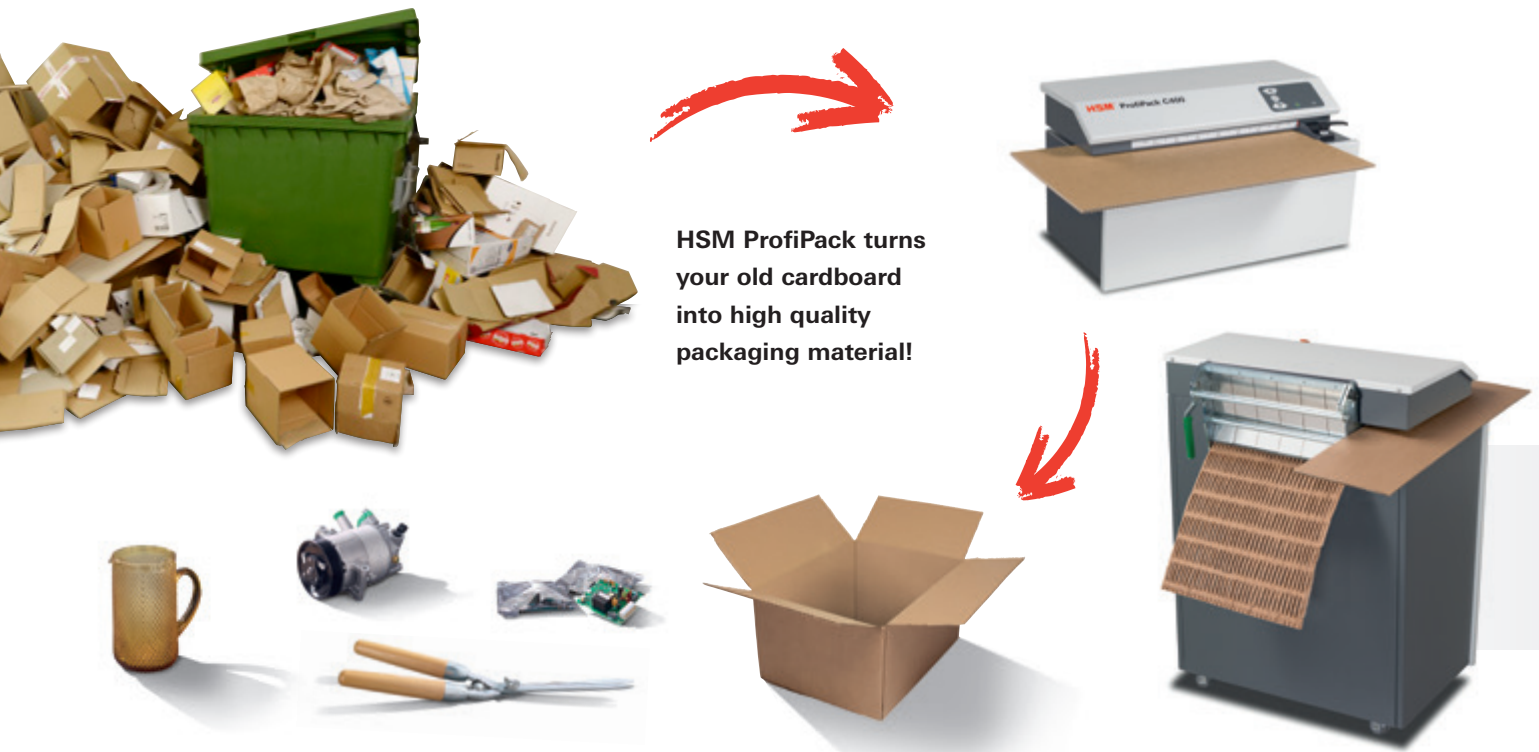 HSM ProfiPack C400
HSM ProfiPack turns
your old cardboard
into high quality
packaging material!